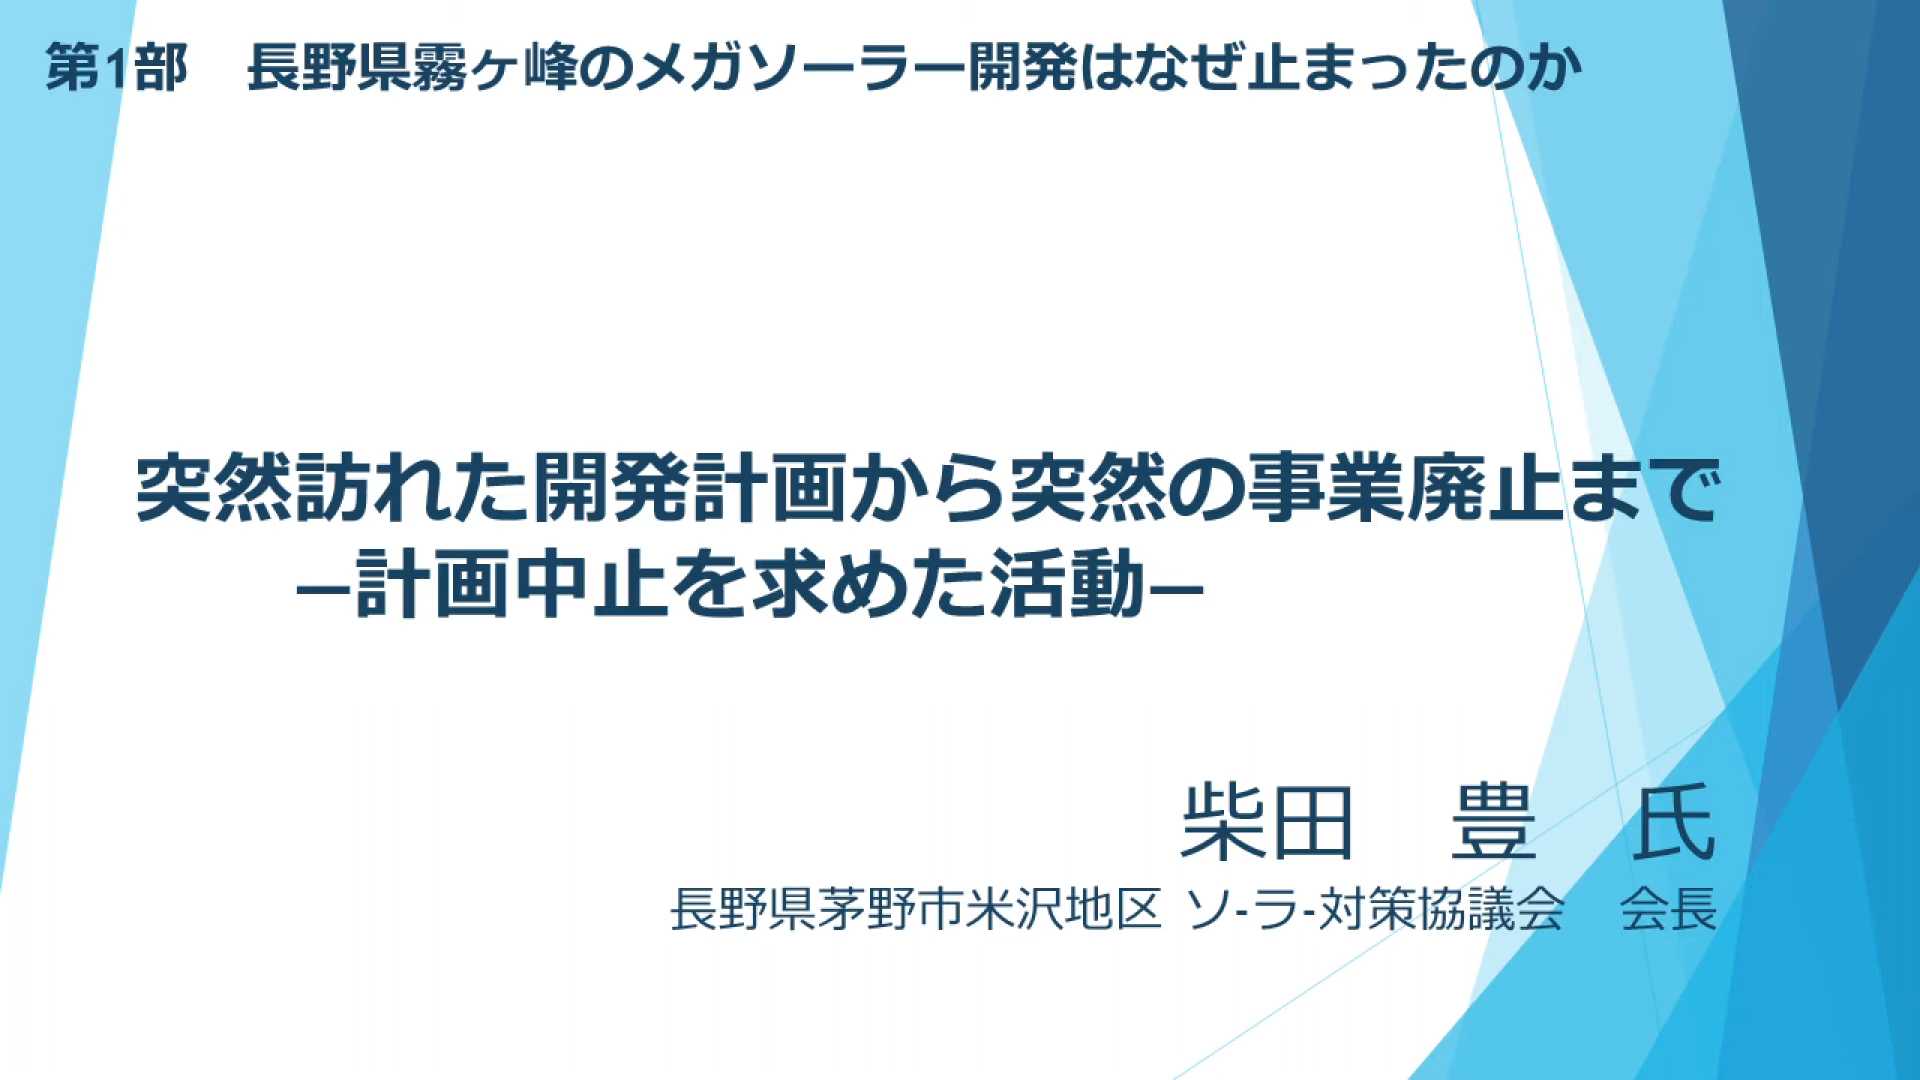 第1部　長野県霧ヶ峰のメガソーラー開発はなぜ止まったのか
突然訪れた開発計画から突然の事業廃止まで
―計画中止を求めた活動―
柴田　豊　氏
長野県茅野市米沢地区 ソ-ラ-対策協議会　会長